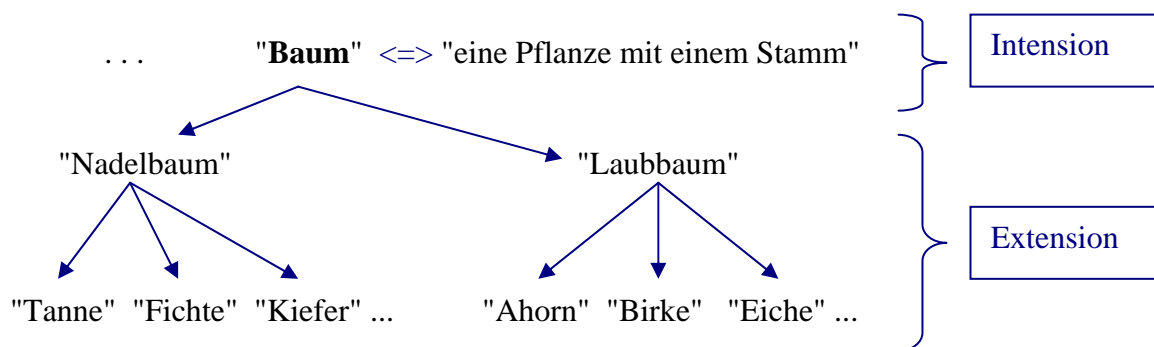 . . . "Baum" <=> "eine Pflanze mit einem Stamm" Intension
"Nadelbaum" "Laubbaum"
Extension
"Tanne" "Fichte" "Kiefer" ... "Ahorn" "Birke" "Eiche" ...